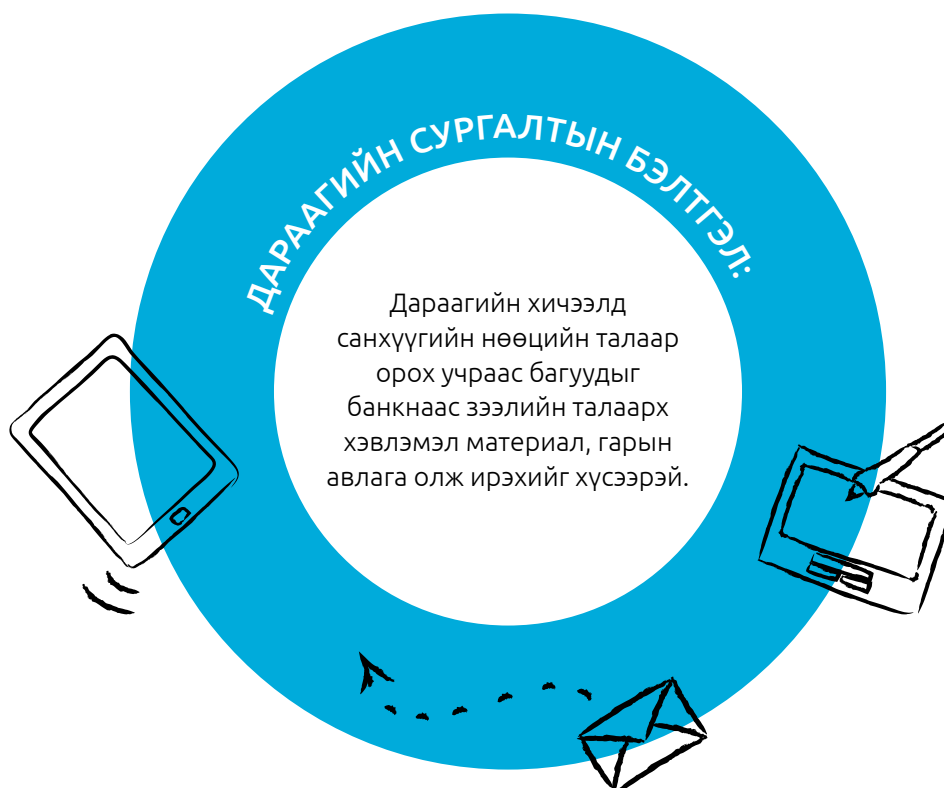 ДАРААГИЙН СУРГАЛТЫН БЭЛТГЭЛ:
Дараагийн хичээлд
санхүүгийн нөөцийн талаар
орох учраас багуудыг
банкнаас зээлийн талаарх
хэвлэмэл материал, гарын
авлага олж ирэхийг хүсээрэй.